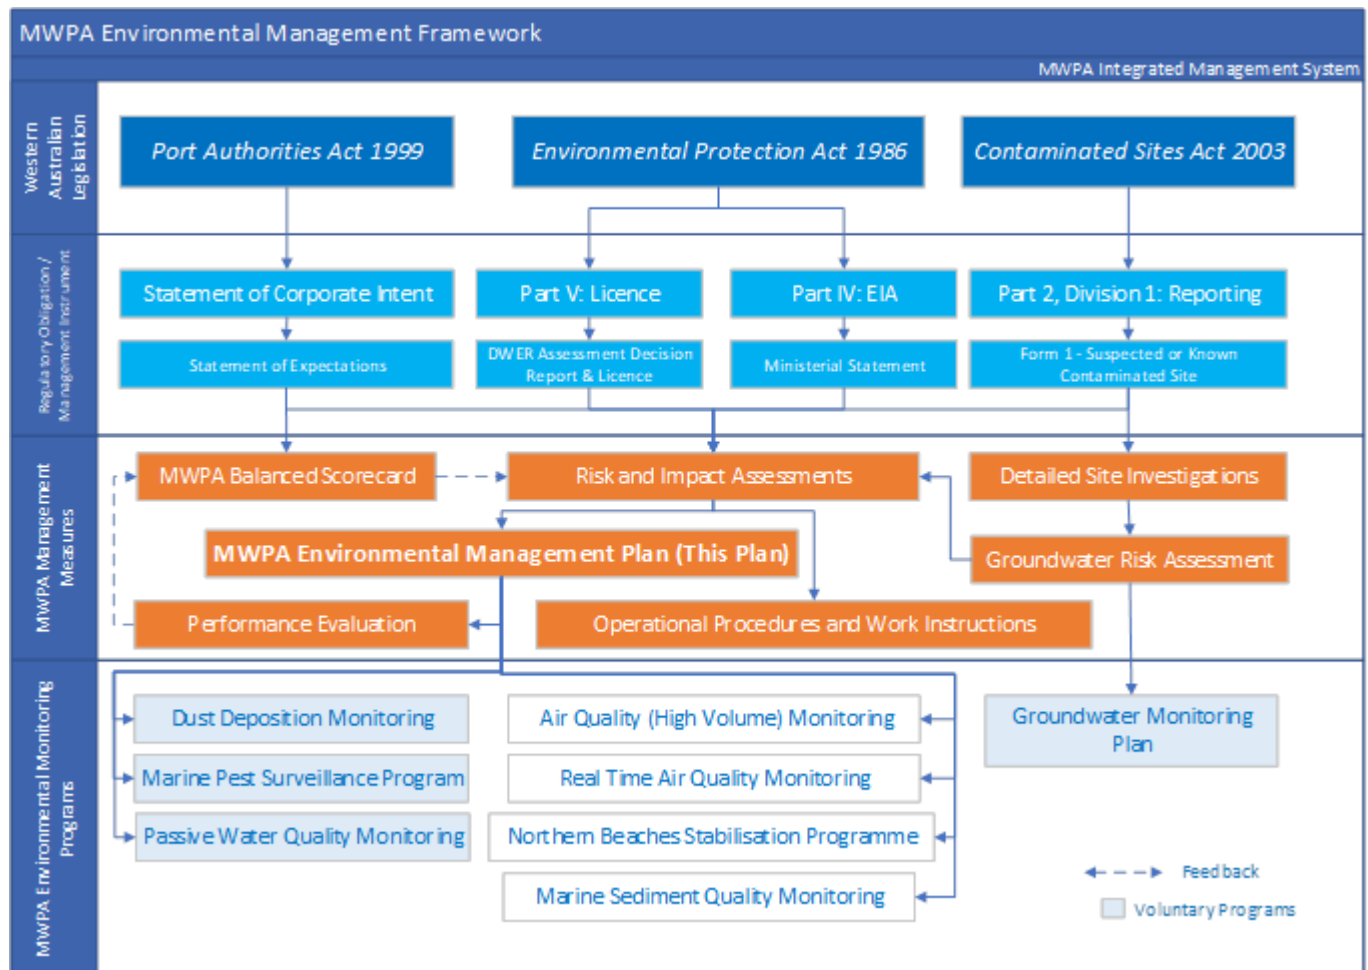 MWPA Environmental Management Framework
MWPA Integrated Management System
Western
Australian
Legislation
Port Authorities Act 1999
Environmental Protection Act 1986
Contaminated Sites Act 2003
Regulatory Obligation /
Management Instrument
Statement of Corporate Intent
Part V: Licence
Part IV: EIA
Part 2, Division 1: Reporting
Statement of Expectations
DWER Assessment Decision
Report & Licence
Ministerial Statement
Form 1 - Suspected or Known
Contaminated Site
MWPA Management
Measures
MWPA Balanced Scorecard
Risk and Impact Assessments
Detailed Site Investigations
MWPA Environmental Management Plan (This Plan)
Groundwater Risk Assessment
Performance Evaluation
Operational Procedures and Work Instructions
MWPA Environmental Monitoring
Programs
Dust Deposition Monitoring
Air Quality (High Volume) Monitoring
Groundwater Monitoring
Plan
Marine Pest Surveillance Program
Real Time Air Quality Monitoring
Passive Water Quality Monitoring
Northern Beaches Stabilisation Programme
Marine Sediment Quality Monitoring
Feedback
Voluntary Programs